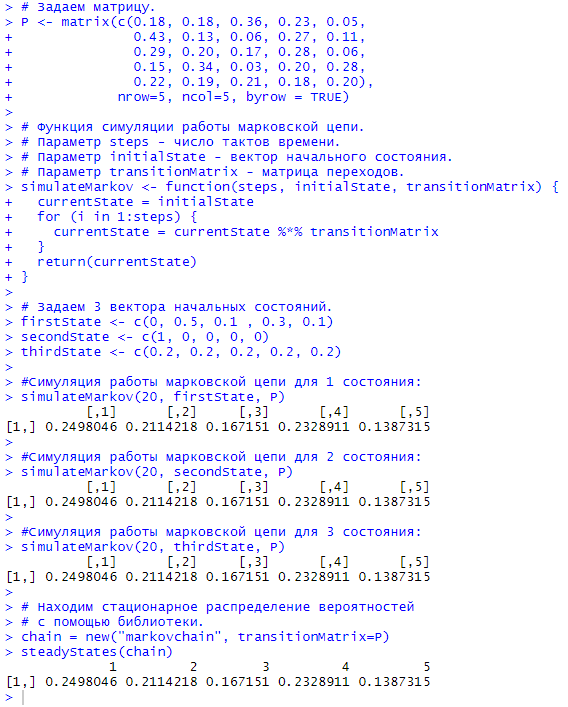 > # Задаем матрицу.
> P <- matrix(c(0.18, 0.18, 0.36, 0.23, 0.05,
+               0.43, 0.13, 0.06, 0.27, 0.11,
+               0.29, 0.20, 0.17, 0.28, 0.06,
+               0.15, 0.34, 0.03, 0.20, 0.28,
+               0.22, 0.19, 0.21, 0.18, 0.20),
+             nrow=5, ncol=5, byrow = TRUE)
>
> # Функция симуляции работы марковской цепи.
> # Параметр steps - число тактов времени.
> # Параметр initialState - вектор начального состояния.
> # Параметр transitionMatrix - матрица переходов.
> simulateMarkov <- function(steps, initialState, transitionMatrix) {
+   currentState = initialState
+   for (i in 1:steps) {
+     currentState = currentState %*% transitionMatrix
+   }
+   return(currentState)
+ }
>
> # Задаем 3 вектора начальных состояний.
> firstState <- c(0, 0.5, 0.1 , 0.3, 0.1)
> secondState <- c(1, 0, 0, 0, 0)
> thirdState <- c(0.2, 0.2, 0.2, 0.2, 0.2)
>
> #Симуляция работы марковской цепи для 1 состояния:
> simulateMarkov(20, firstState, P)
          [,1]      [,2]     [,3]      [,4]      [,5]
[1,] 0.2498046 0.2114218 0.167151 0.2328911 0.1387315
>
> #Симуляция работы марковской цепи для 2 состояния:
> simulateMarkov(20, secondState, P)
          [,1]      [,2]     [,3]      [,4]      [,5]
[1,] 0.2498046 0.2114218 0.167151 0.2328911 0.1387315
>
> #Симуляция работы марковской цепи для 3 состояния:
> simulateMarkov(20, thirdState, P)
          [,1]      [,2]     [,3]      [,4]      [,5]
[1,] 0.2498046 0.2114218 0.167151 0.2328911 0.1387315
>
> # Находим стационарное распределение вероятностей
> # с помощью библиотеки.
> chain = new("markovchain", transitionMatrix=P)
> steadyStates(chain)
             1         2        3         4         5
[1,] 0.2498046 0.2114218 0.167151 0.2328911 0.1387315
>